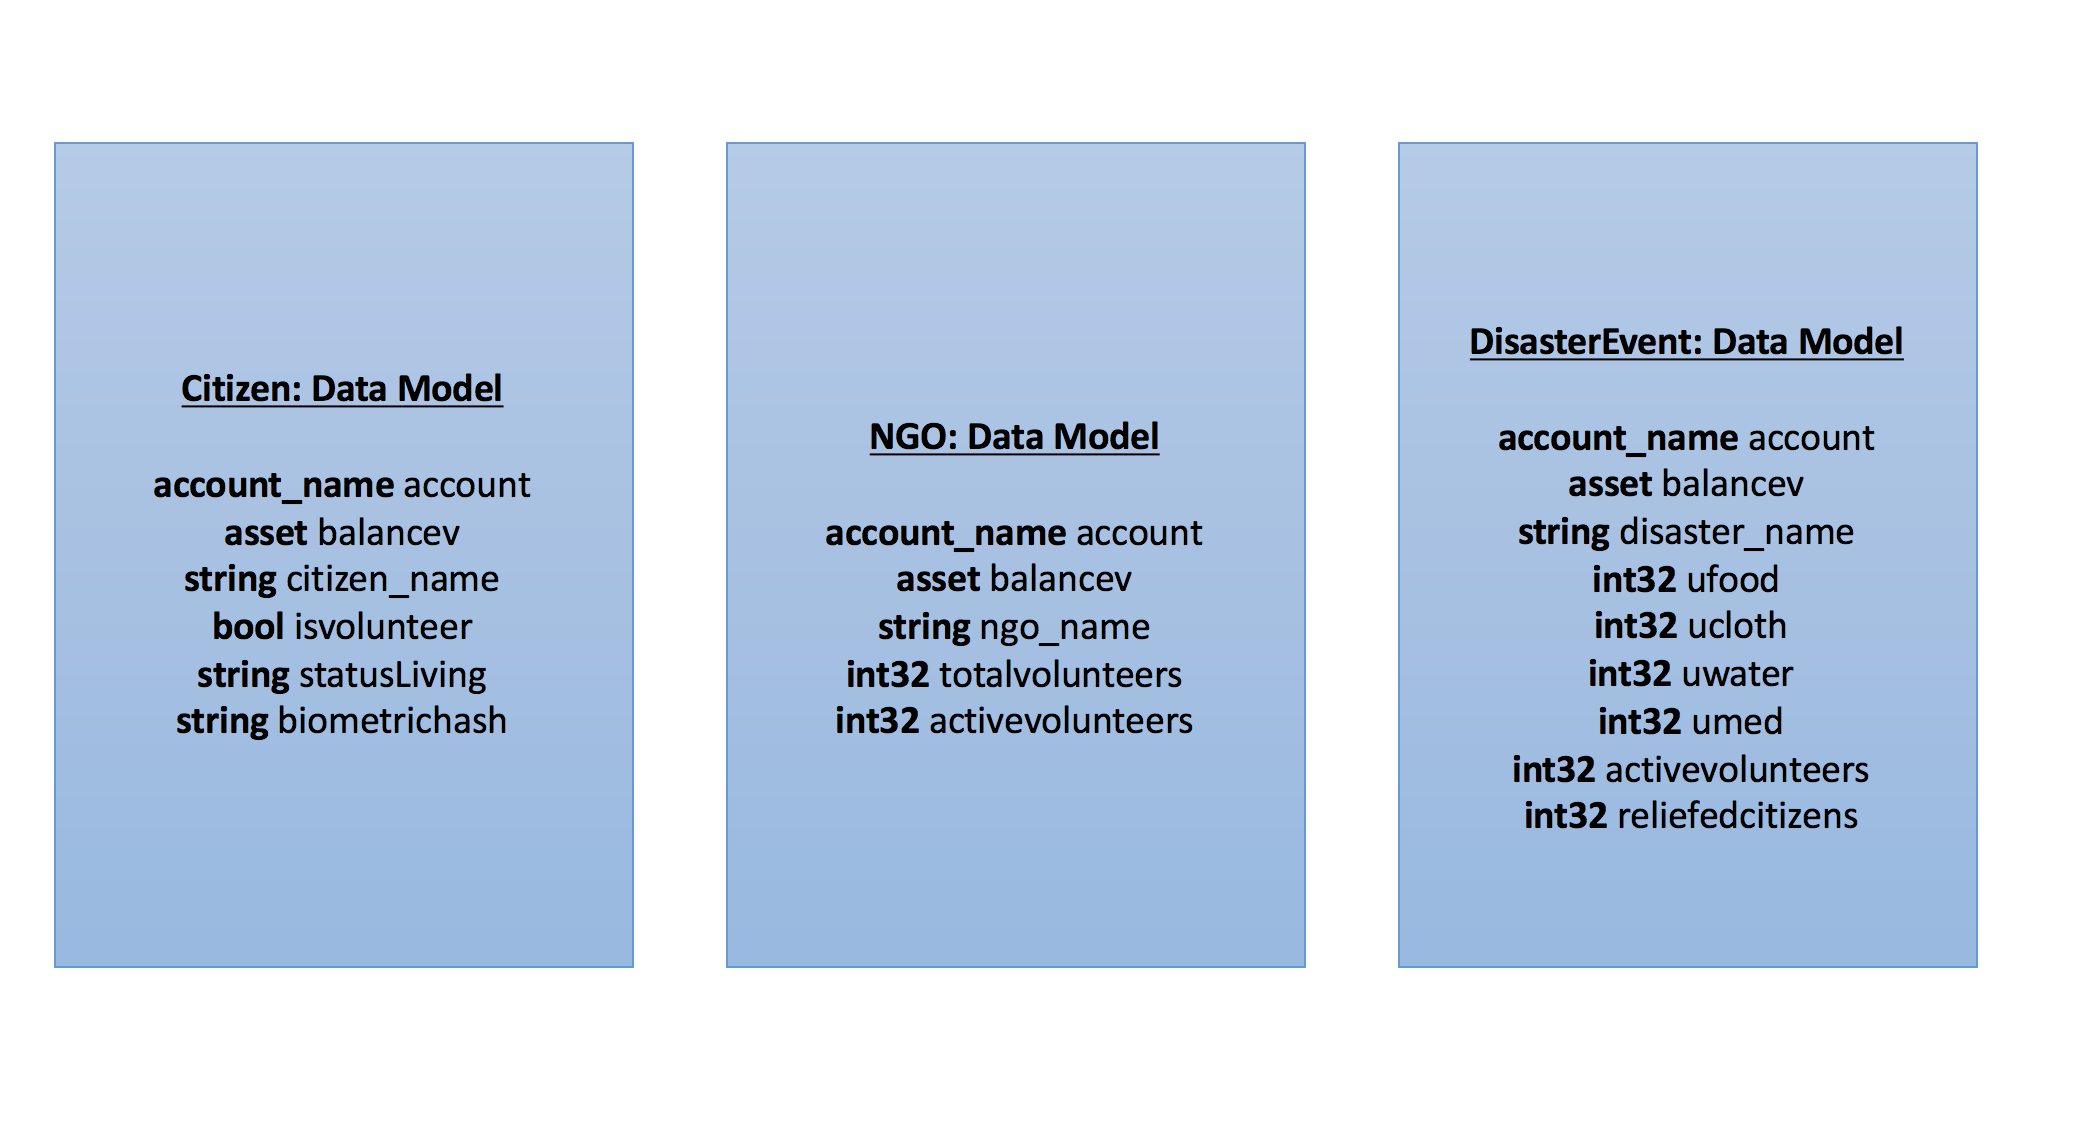 Citizen: Data Model
account_name account
asset balancev
string citizen_name
bool isvolunteer
string statusLiving
string biometrichash
NGO: Data Model
account_name account
asset balancev
string ngo_name
int32 totalvolunteers
int32 activevolunteers
DisasterEvent: Data Model
account_name account
asset balancev
string disaster_name
int32 ufood
int32 ucloth
int32 uwater
int32 umed
int32 activevolunteers
int32 reliefedcitizens